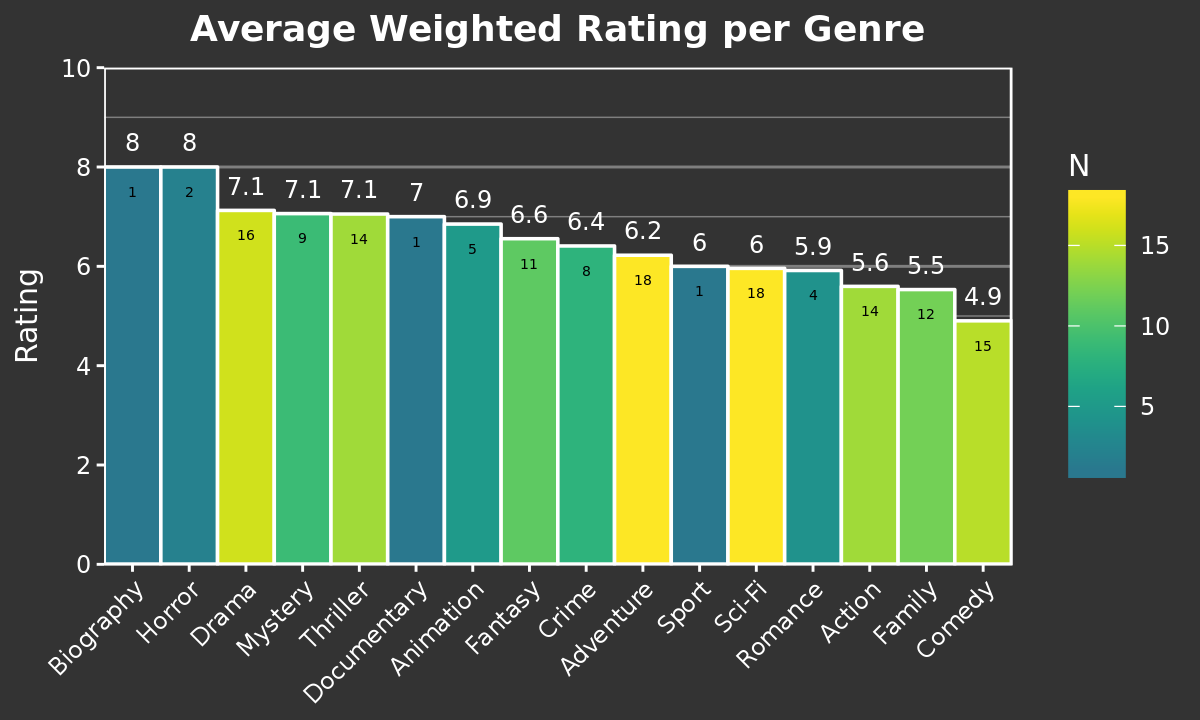 Average Weighted Rating per Genre
Rating
10
8
6
4
2
0
8 8 7.1 7.1 7.1 7 6.9 6.6 6.4 6.2 6 6 5.9 5.6 5.5 4.9
1 2 16 9 14 1 5 11 8 18 1 18 4 14 12 15
Biography Horror Drama Mystery Thriller Documentary Animation Fantasy Crime Adventure Sport Sci-Fi Romance Action Family Comedy
N
15
10
5